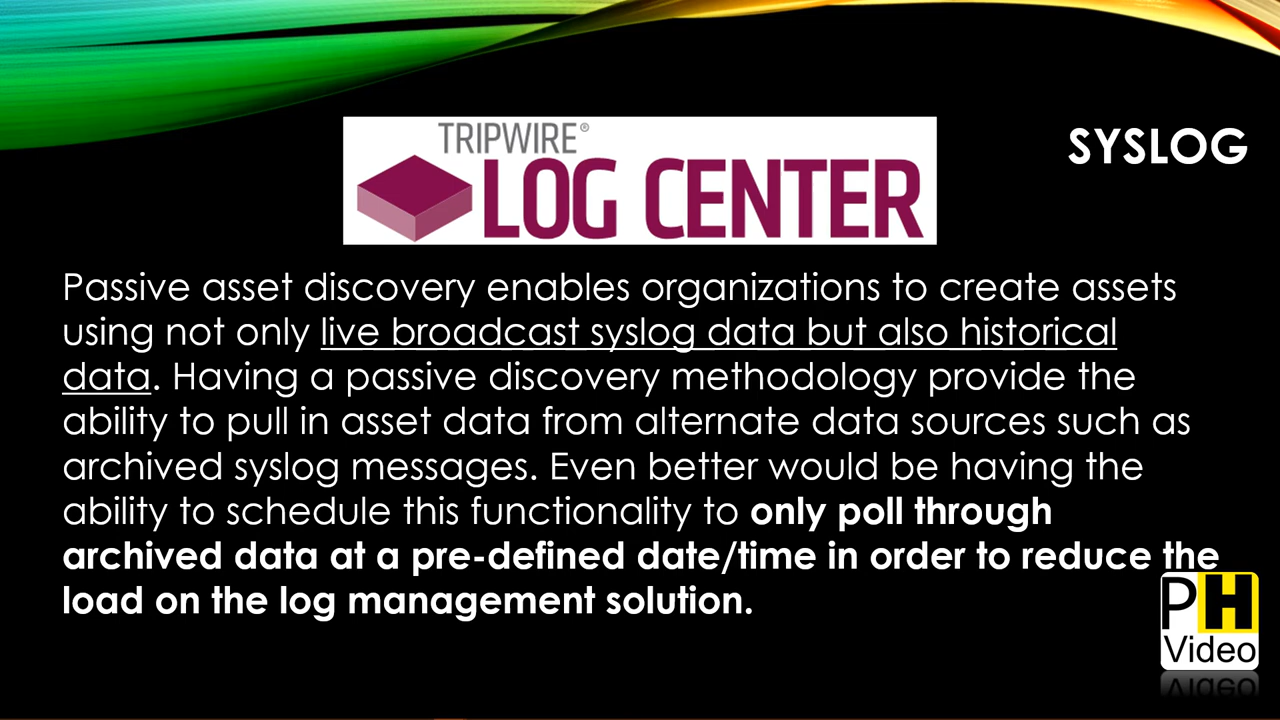 SYSLOG
TRIPWIRE®
LOG CENTER
Passive asset discovery enables organizations to create assets
using not only live broadcast syslog data but also historical
data. Having a passive discovery methodology provide the
ability to pull in asset data from alternate data sources such as
archived syslog messages. Even better would be having the
ability to schedule this functionality to only poll through
archived data at a pre-defined date/time in order to reduce the
load on the log management solution.
PH
Video